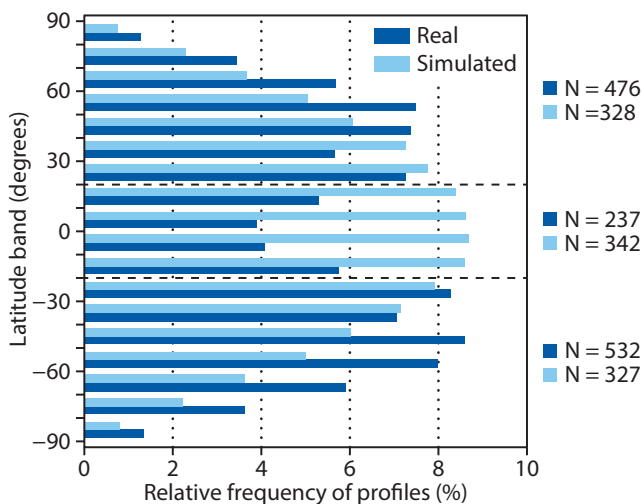 90
60
30
0
−30
−60
−90
Latitude band (degrees)
Real
Simulated
N = 476
N =328
N = 237
N = 342
N = 532
N = 327
0 2 4 6 8 10
Relative frequency of profiles (%)